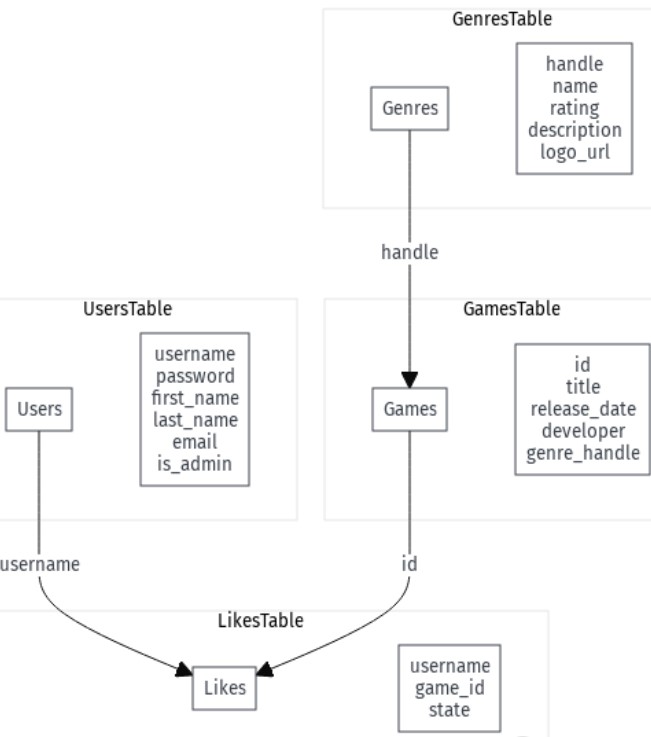 GenresTable
Genres
handle
name
rating
description
logo_url
handle
UsersTable
Users
username
password
first_name
last_name
email
is_admin
GamesTable
Games
id
title
release_date
developer
genre_handle
username
id
LikesTable
Likes
username
game_id
state